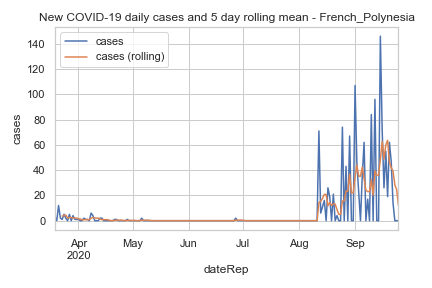 New COVID-19 daily cases and 5 day rolling mean - French_Polynesia
cases
cases (rolling)
cases
140
120
100
80
60
40
20
0
Apr
2020
May
Jun
Jul
Aug
Sep
dateRep